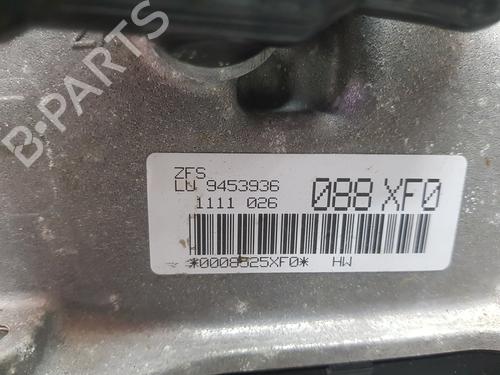 B-PARTS
ZFS
LU 9453936
1111 026
088 XF0
*0008525XF0* HW